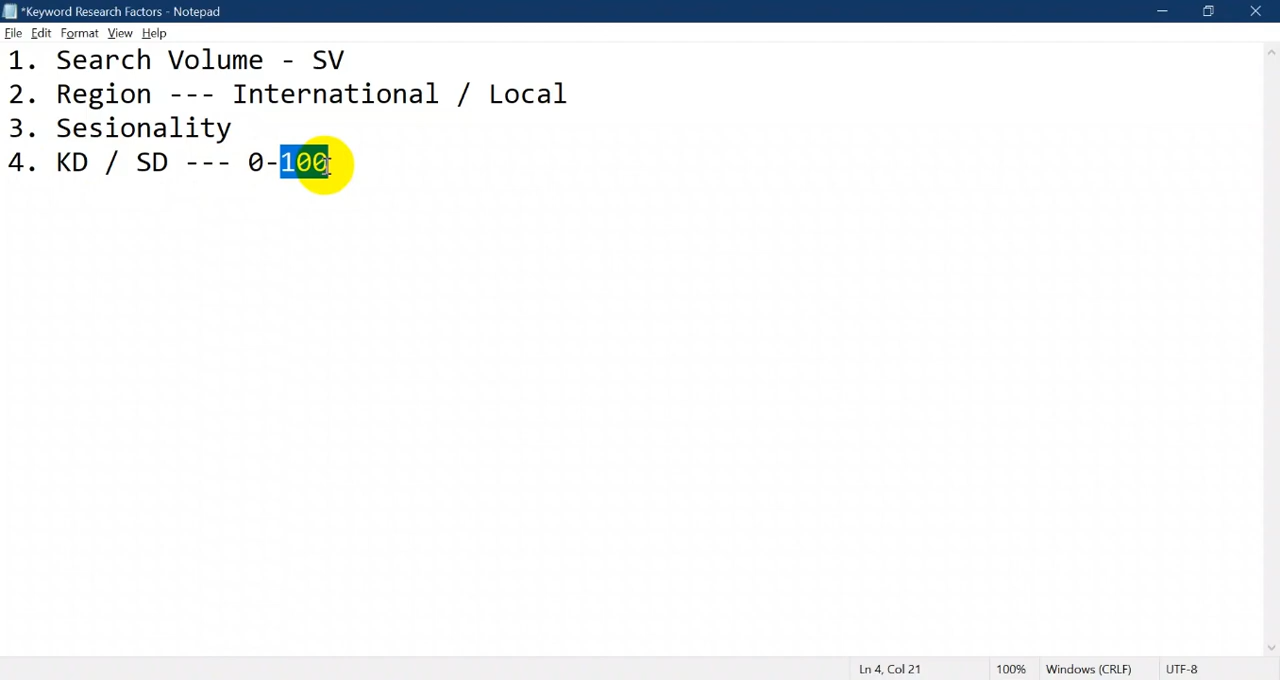 *Keyword Research Factors - Notepad
File Edit Format View Help
1. Search Volume - SV
2. Region --- International / Local
3. Sesionality
4. KD / SD --- 0-100
Ln 4, Col 21 100% Windows (CRLF) UTF-8